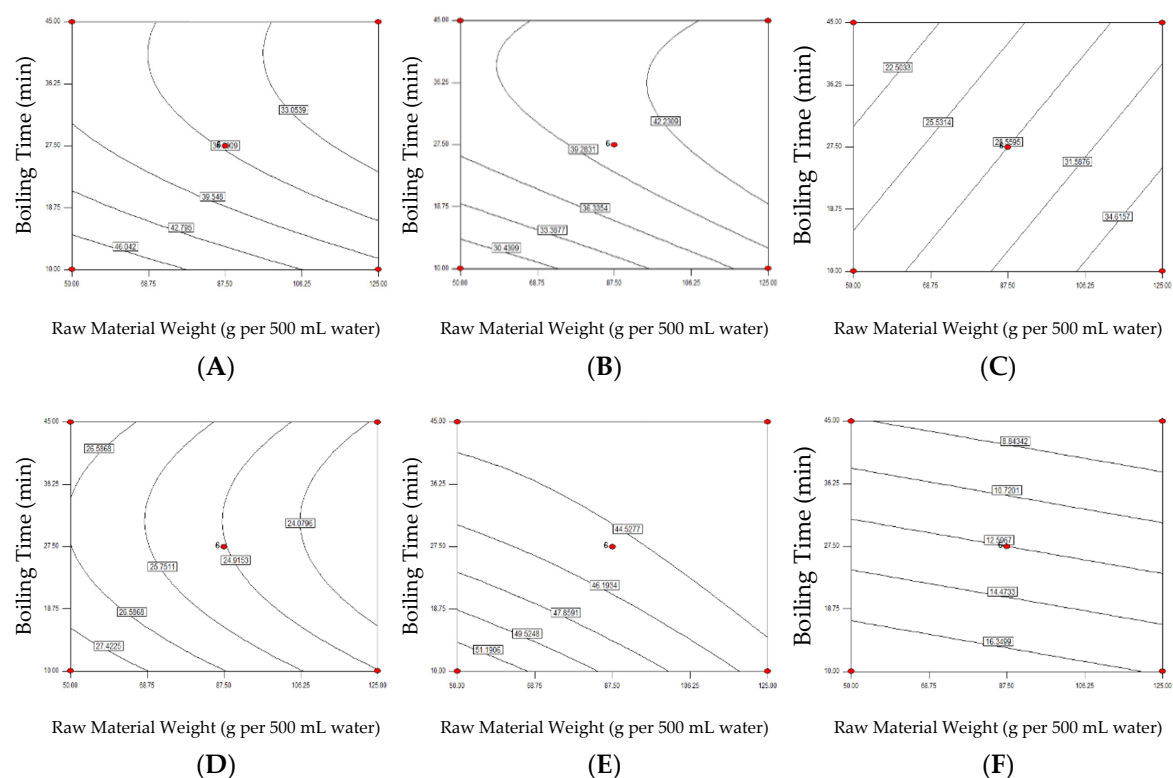 45.00
36.25
27.50
18.75
10.00
Boiling Time (min)
33.0539
6
39.548
42.795
46.042
50.00 68.75 87.50 106.25 125.00
Raw Material Weight (g per 500 mL water)
(A)
45.00
36.25
27.50
18.75
10.00
Boiling Time (min)
42.2309
6
39.2831
36.3354
33.3877
30.4399
50.00 68.75 87.50 106.25 125.00
Raw Material Weight (g per 500 mL water)
(B)
45.00
36.25
27.50
18.75
10.00
Boiling Time (min)
22.5033
25.5314
28.5595
31.5876
34.6157
50.00 68.75 87.50 106.25 125.00
Raw Material Weight (g per 500 mL water)
(C)
45.00
36.25
27.50
18.75
10.00
Boiling Time (min)
26.5868
24.0796
6
24.9153
25.7511
26.5868
27.4225
50.00 68.75 87.50 106.25 125.00
Raw Material Weight (g per 500 mL water)
(D)
45.00
36.25
27.50
18.75
10.00
Boiling Time (min)
44.5277
6
46.1934
47.8591
49.5248
51.1906
50.00 68.75 87.50 106.25 125.00
Raw Material Weight (g per 500 mL water)
(E)
45.00
36.25
27.50
18.75
10.00
Boiling Time (min)
8.84342
10.7201
12.5967
6
14.4733
16.3499
50.00 68.75 87.50 106.25 125.00
Raw Material Weight (g per 500 mL water)
(F)